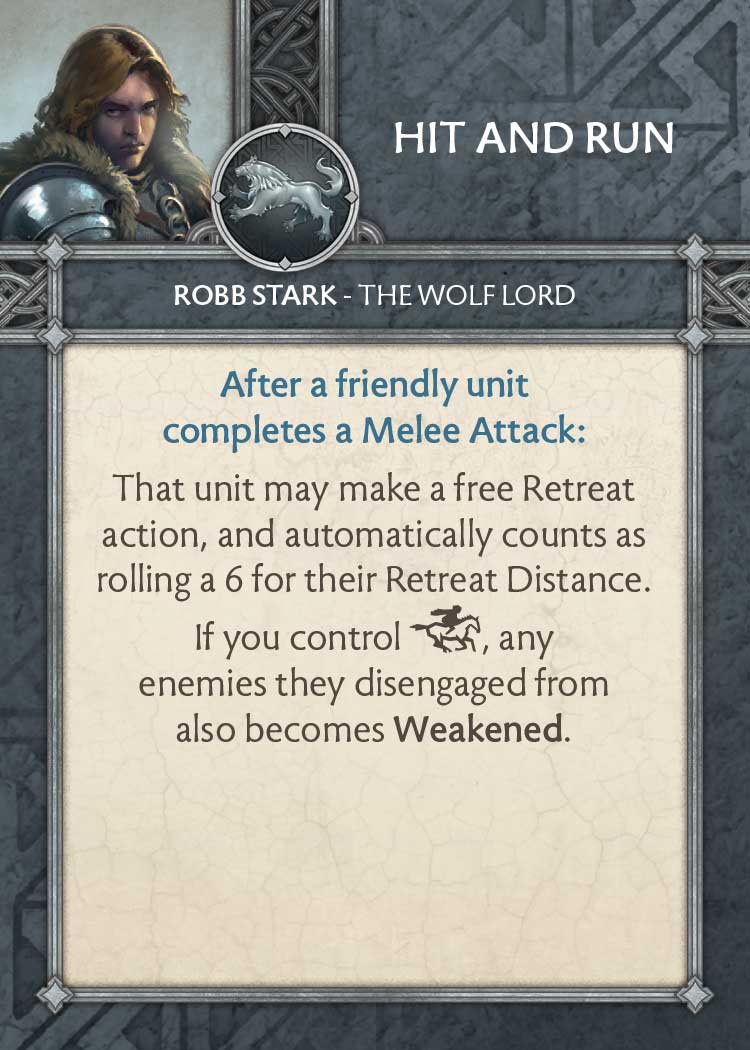 HIT AND RUN
ROBB STARK - THE WOLF LORD
After a friendly unit
completes a Melee Attack:
That unit may make a free Retreat
action, and automatically counts as
rolling a 6 for their Retreat Distance.
If you control , any
enemies they disengaged from
also becomes Weakened.